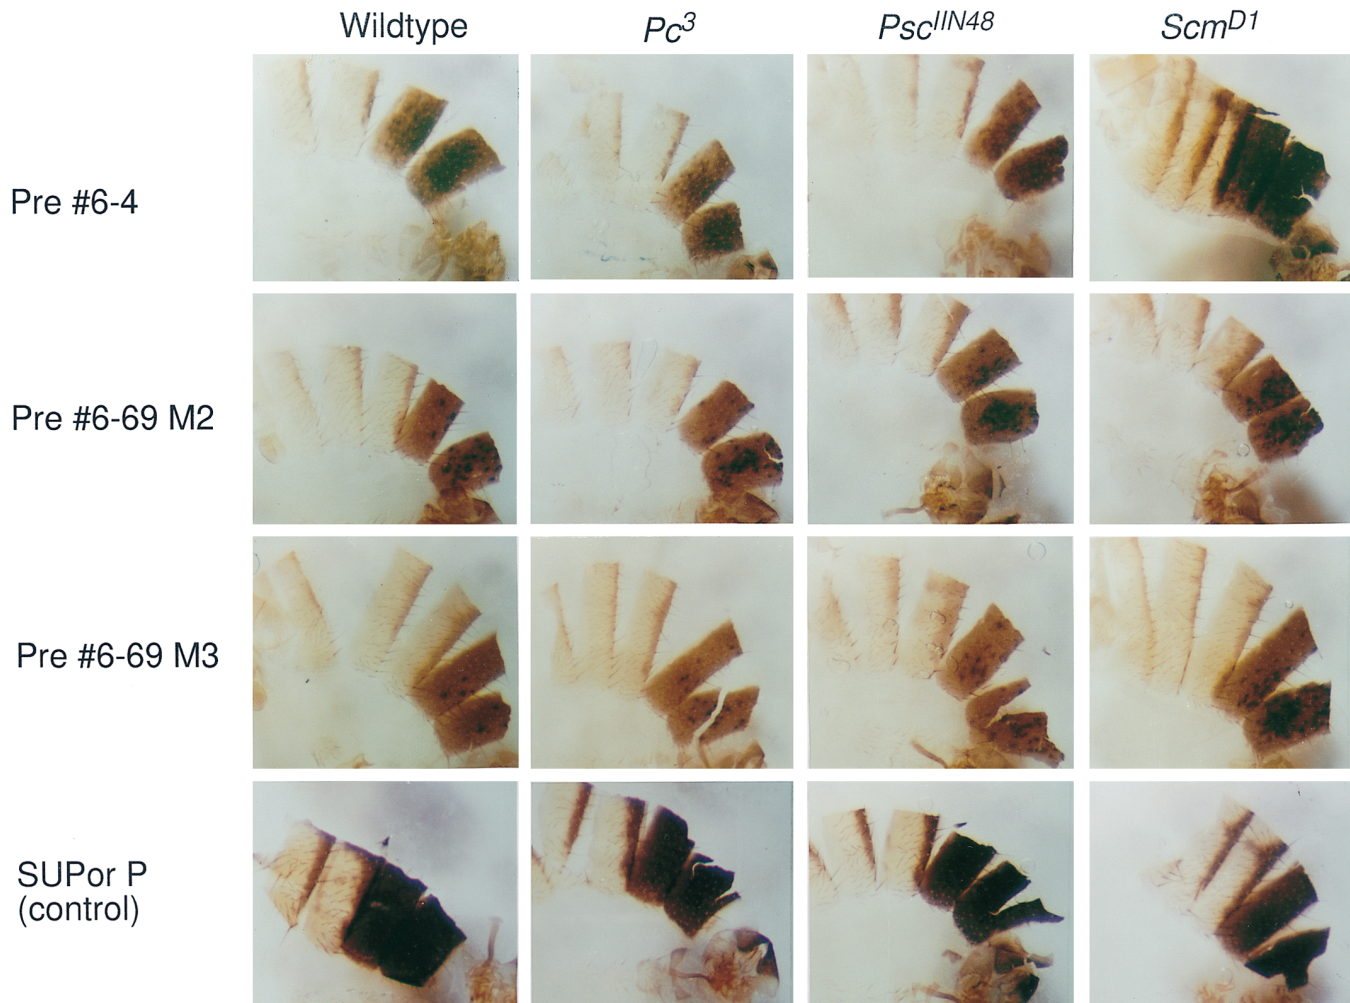 Wildtype Pc3 PscIIN48 ScmD1
Pre #6-4
Pre #6-69 M2
Pre #6-69 M3
SUPor P
(control)